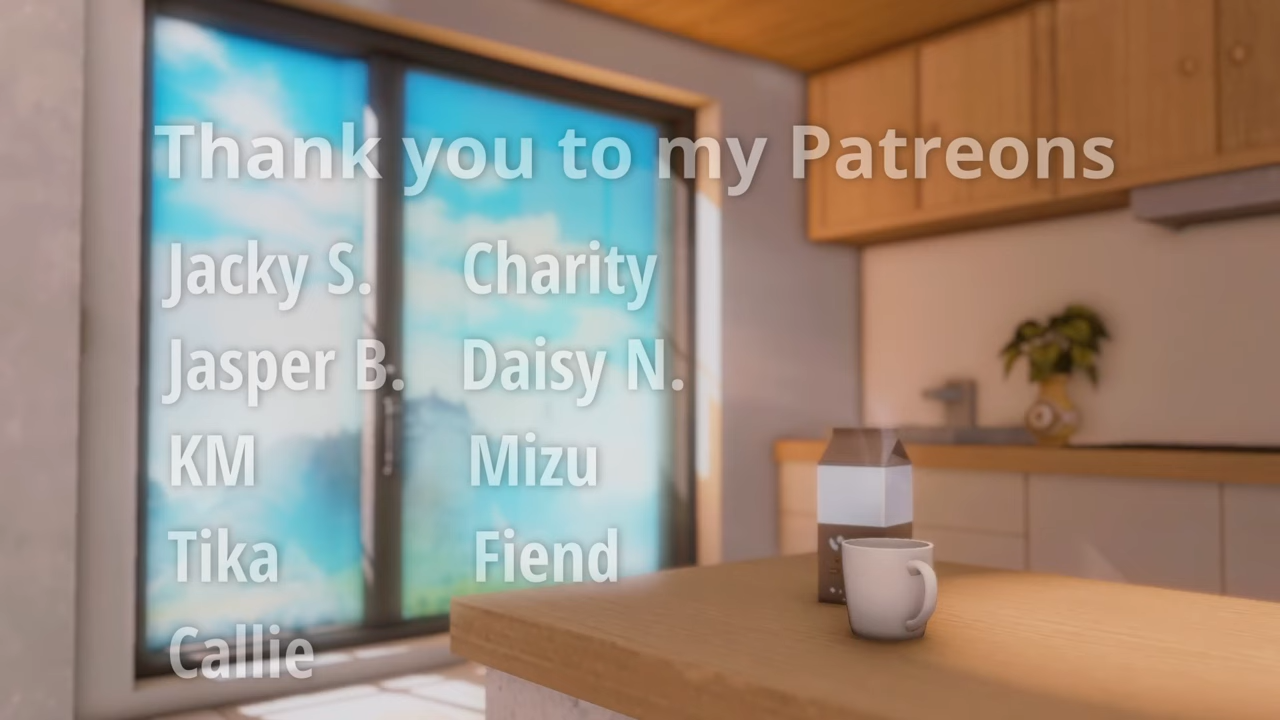 Thank you to my Patreons
Jacky S.
Charity
Jasper B.
Daisy N.
KM
Mizu
Tika
Fiend
Callie